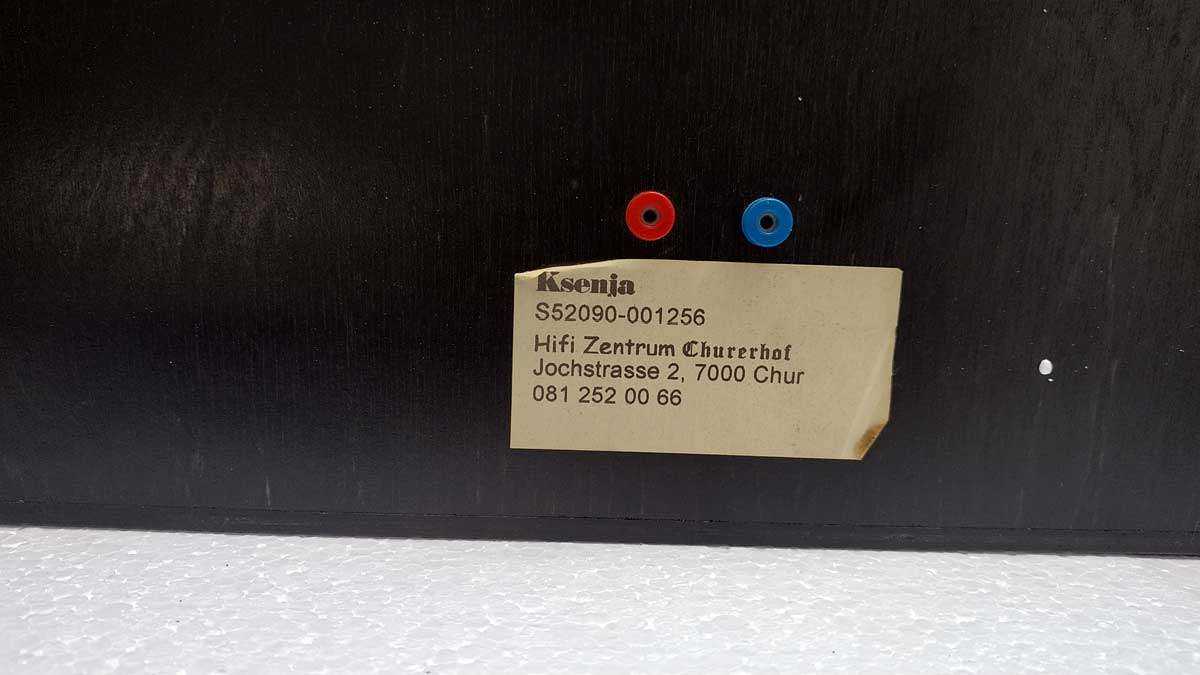 Ksenja
S52090-001256
Hifi Zentrum Churerhof
Jochstrasse 2, 7000 Chur
081 252 00 66